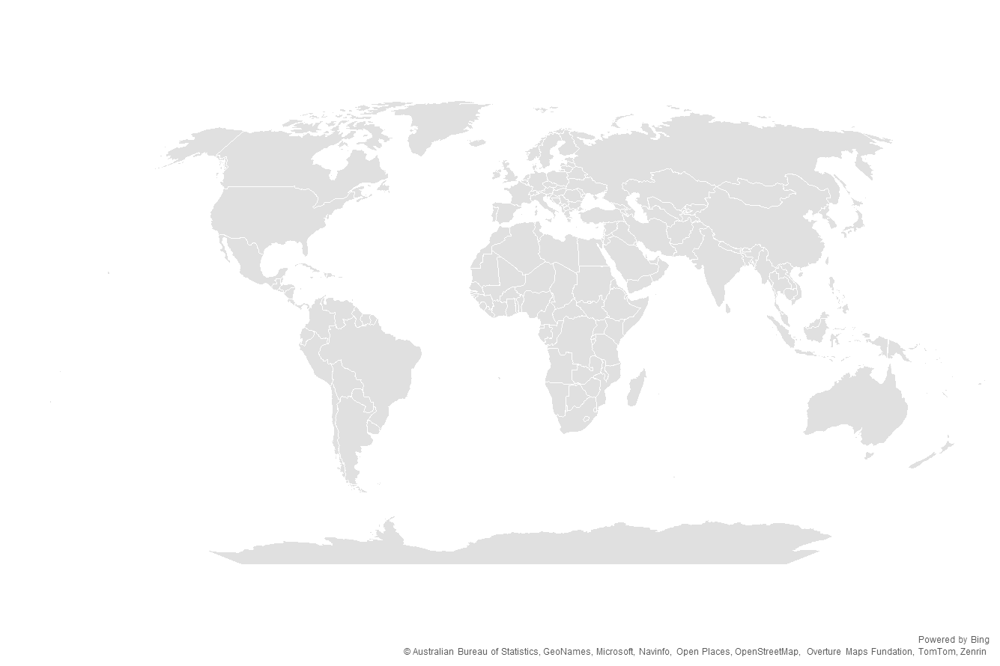 Powered by Bing
© Australian Bureau of Statistics, GeoNames, Microsoft, Navinfo, Open Places, OpenStreetMap, Overture Maps Fundation, TomTom, Zenrin